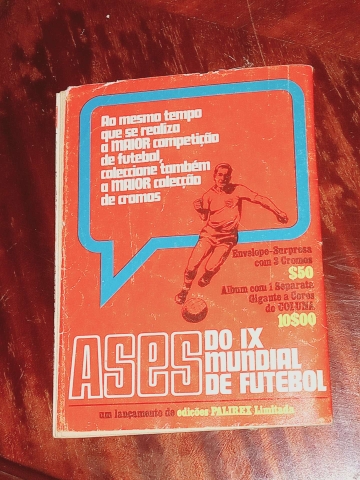 Ao mesmo tempo
que se realiza
a MAIOR competição
de futebol,
coleccione também
a MAIOR colecção
de cromos
Envelope-Surpresa
com 3 Cromos
$50
Álbum com 1 Separata
Gigante a Cores
do COLUNA
10$00
ASES DO IX
MUNDIAL
DE FUTEBOL
um lançamento de edições PALIREX Limitada